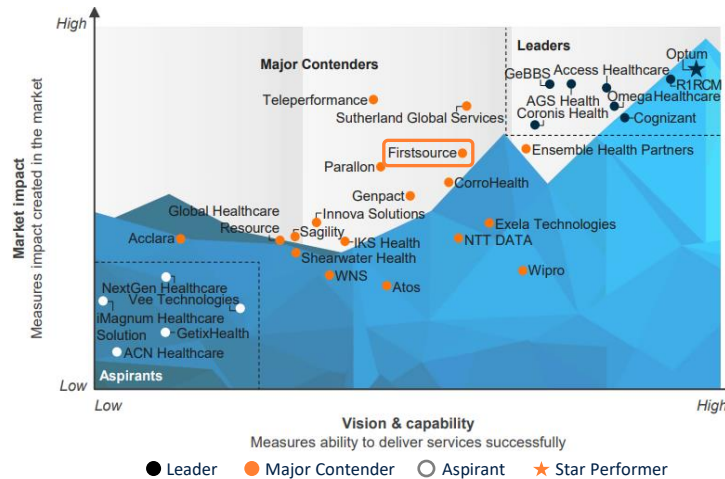 High
Leaders
Major Contenders
Optum
GeBBS
Access Healthcare
R1RCM
Teleperformance
AGS Health
Omega Healthcare
Sutherland Global Services
Coronis Health
Cognizant
Firstsource
Ensemble Health Partners
Parallon
CorroHealth
Genpact
Global Healthcare
Resource
Innova Solutions
Exela Technologies
Acclara
Sagility
IKS Health
NTT DATA
Shearwater Health
WNS
Wipro
Atos
NextGen Healthcare
Vee Technologies
iMagnum Healthcare
Solution
GetixHealth
ACN Healthcare
Aspirants
Market impact
Measures impact created in the market
Low
Low
High
Vision & capability
Measures ability to deliver services successfully
Leader
Major Contender
Aspirant
Star Performer